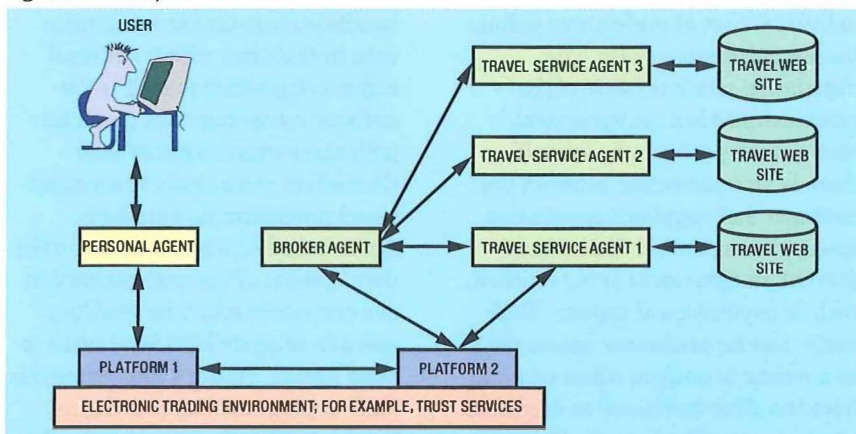 USER
TRAVEL SERVICE AGENT 3
TRAVEL WEB
SITE
TRAVEL SERVICE AGENT 2
TRAVEL WEB
SITE
PERSONAL AGENT
BROKER AGENT
TRAVEL SERVICE AGENT 1
TRAVEL WEB
SITE
PLATFORM 1
PLATFORM 2
ELECTRONIC TRADING ENVIRONMENT; FOR EXAMPLE, TRUST SERVICES